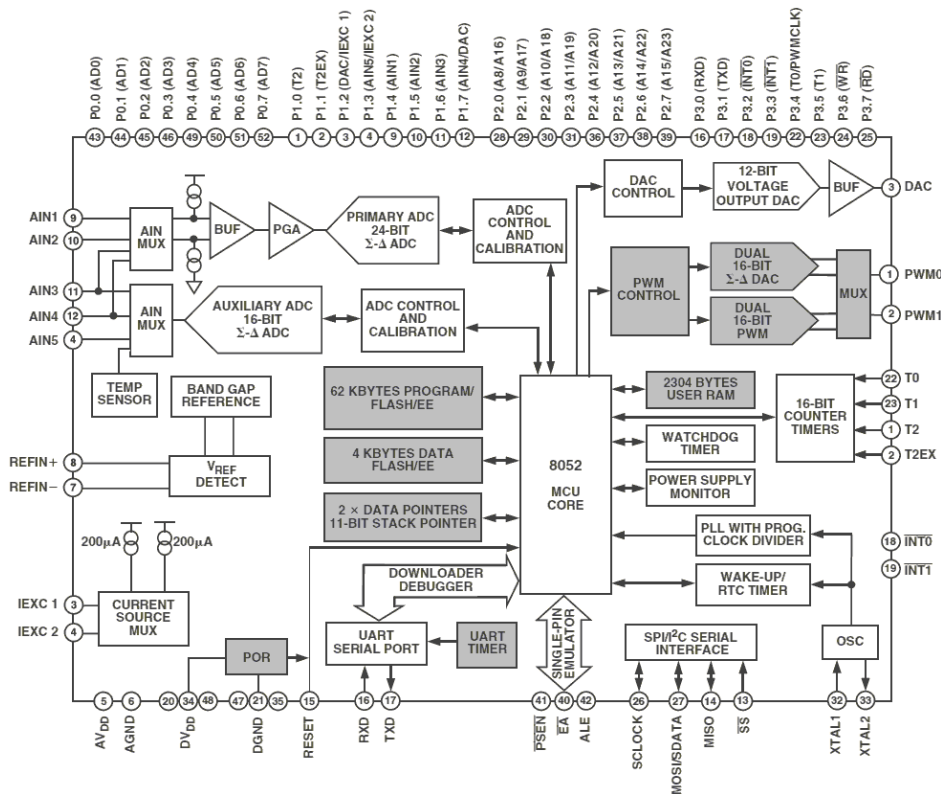 P0.0 (AD0)
P0.1 (AD1)
P0.2 (AD2)
P0.3 (AD3)
P0.4 (AD4)
P0.5 (AD5)
P0.6 (AD6)
P0.7 (AD7)
P1.0 (T2)
P1.1 (T2EX)
P1.2 (DAC/IEXC 1)
P1.3 (AIN5/IEXC 2)
P1.4 (AIN1)
P1.5 (AIN2)
P1.6 (AIN3)
P1.7 (AIN4/DAC)
P2.0 (A8/A16)
P2.1 (A9/A17)
P2.2 (A10/A18)
P2.3 (A11/A19)
P2.4 (A12/A20)
P2.5 (A13/A21)
P2.6 (A14/A22)
P2.7 (A15/A23)
P3.0 (RXD)
P3.1 (TXD)
P3.2 (INT0)
P3.3 (INT1)
P3.4 (T0/PWMCLK)
P3.5 (T1)
P3.6 (WR)
P3.7 (RD)
43 44 45 46 49 50 51 52 1 2 3 4 9 10 11 12 28 29 30 31 36 37 38 39 16 17 18 19 22 23 24 25
AIN1 9
AIN2 10
AIN3 11
AIN4 12
AIN5 4
AIN
MUX
BUF
PGA
PRIMARY ADC
24-BIT
Σ-Δ ADC
ADC
CONTROL
AND
CALIBRATION
DAC
CONTROL
12-BIT
VOLTAGE
OUTPUT DAC
BUF
3 DAC
AIN
MUX
AUXILIARY ADC
16-BIT
Σ-Δ ADC
ADC CONTROL
AND
CALIBRATION
PWM
CONTROL
DUAL
16-BIT
Σ-Δ DAC
DUAL
16-BIT
PWM
MUX
1 PWM0
2 PWM1
TEMP
SENSOR
BAND GAP
REFERENCE
REFIN+ 8
REFIN− 7
VREF
DETECT
62 KBYTES PROGRAM/
FLASH/EE
4 KBYTES DATA
FLASH/EE
2 × DATA POINTERS
11-BIT STACK POINTER
8052
MCU
CORE
2304 BYTES
USER RAM
WATCHDOG
TIMER
POWER SUPPLY
MONITOR
16-BIT
COUNTER
TIMERS
22 T0
23 T1
1 T2
2 T2EX
PLL WITH PROG.
CLOCK DIVIDER
WAKE-UP/
RTC TIMER
18 INT0
19 INT1
200µA
200µA
IEXC 1 3
IEXC 2 4
CURRENT
SOURCE
MUX
DOWNLOADER
DEBUGGER
POR
UART
SERIAL PORT
UART
TIMER
SINGLE-PIN
EMULATOR
SPI/I2C SERIAL
INTERFACE
OSC
5 6 20 34 48 47 21 35 15 16 17 41 40 42 26 27 14 13 32 33
AVDD
AGND
DVDD
DGND
RESET
RXD
TXD
PSEN
EA
ALE
SCLOCK
MOSI/SDATA
MISO
SS
XTAL1
XTAL2